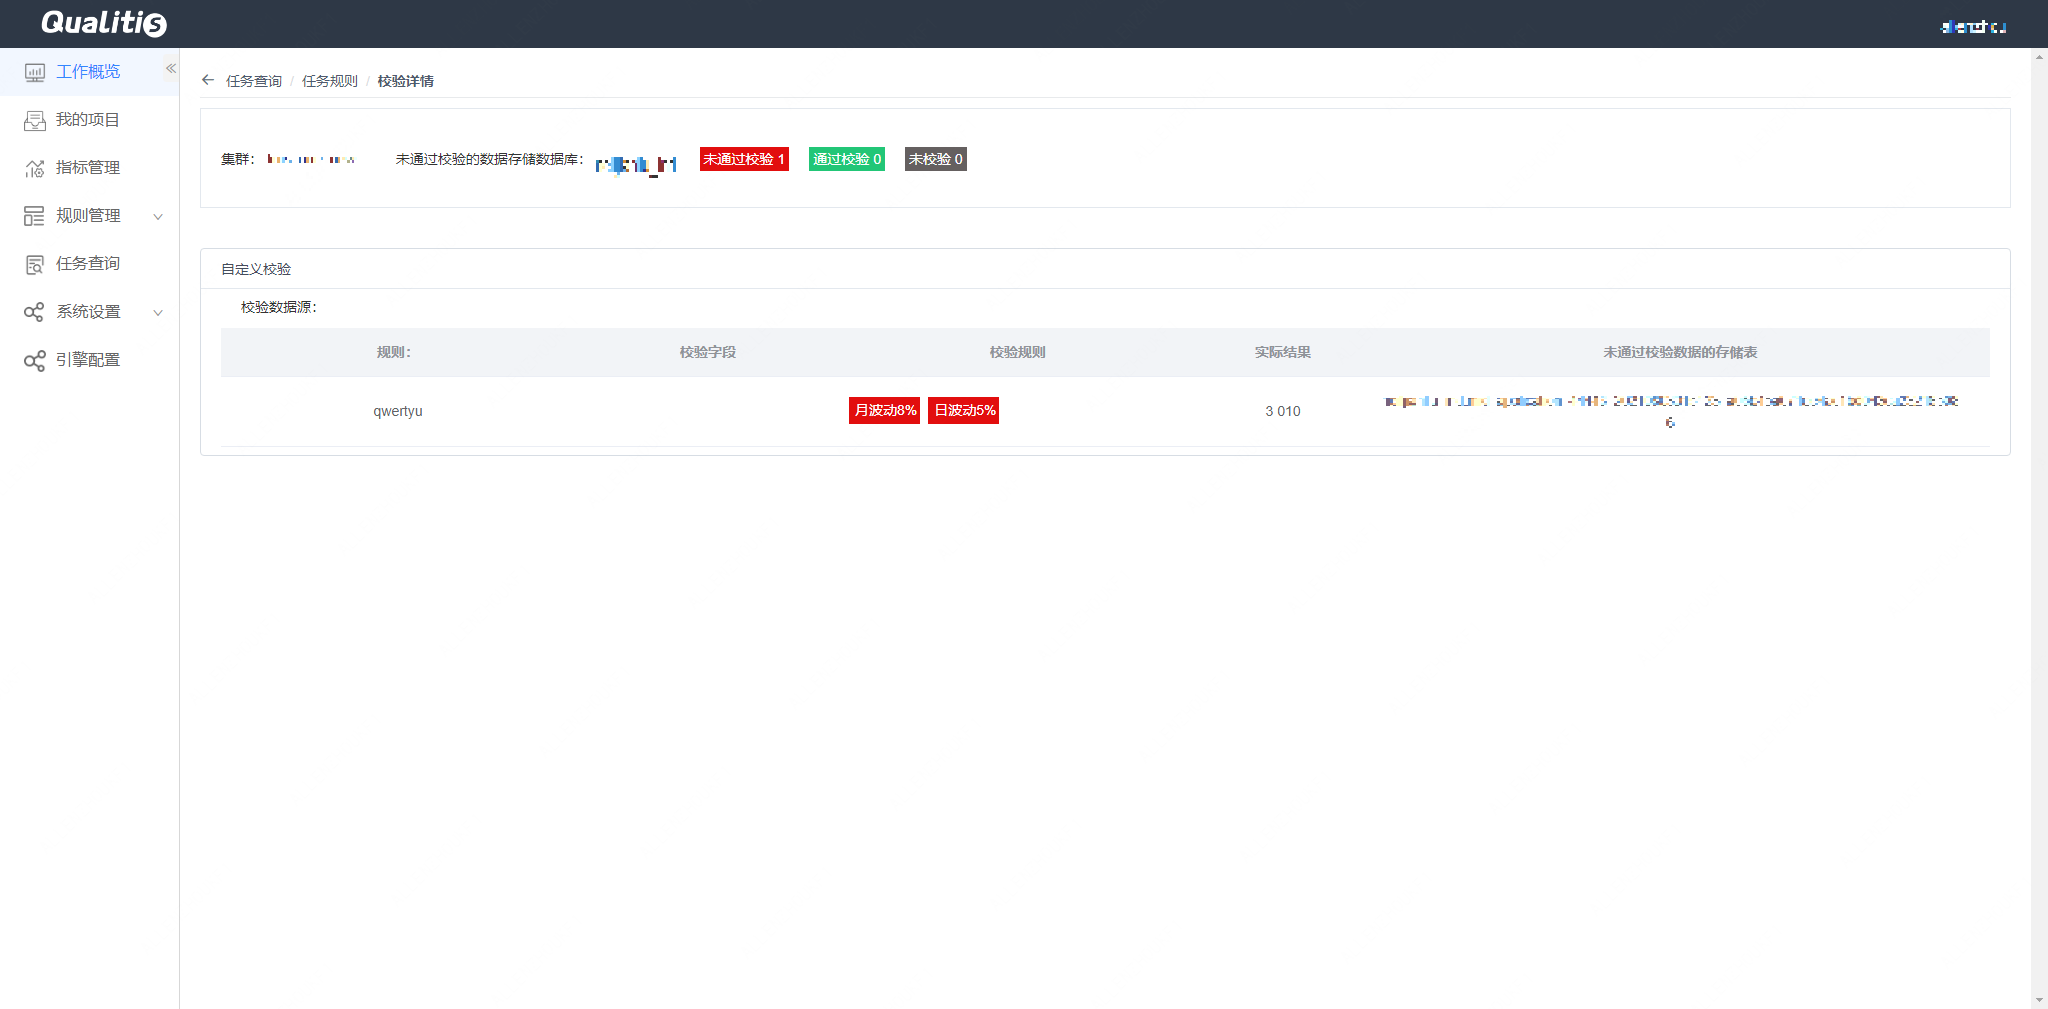 Qualitis
工作概览
我的项目
指标管理
规则管理
任务查询
系统设置
引擎配置
任务查询 / 任务规则 / 校验详情
集群： 未通过校验的数据存储数据库： 未通过校验 1 通过校验 0 未校验 0
自定义校验
校验数据源：
规则： 校验字段 校验规则 实际结果 未通过校验数据的存储表
qwertyu 月波动8% 日波动5% 3 010
6